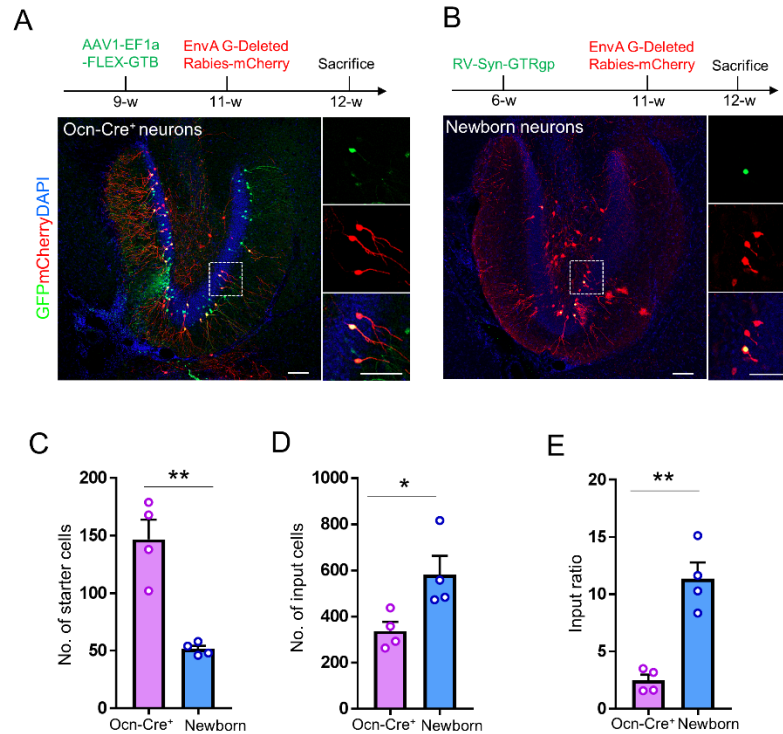 A
AAV1-EF1a
-FLEX-GTB
EnvA G-Deleted
Rabies-mCherry
Sacrifice
9-w
11-w
12-w
Ocn-Cre⁺ neurons
GFPmCherryDAPI
B
RV-Syn-GTRgp
EnvA G-Deleted
Rabies-mCherry
Sacrifice
6-w
11-w
12-w
Newborn neurons
C
No. of starter cells
200
150
100
50
0
**
Ocn-Cre⁺ Newborn
D
No. of input cells
1000
800
600
400
200
0
*
Ocn-Cre⁺ Newborn
E
Input ratio
20
15
10
5
0
**
Ocn-Cre⁺ Newborn